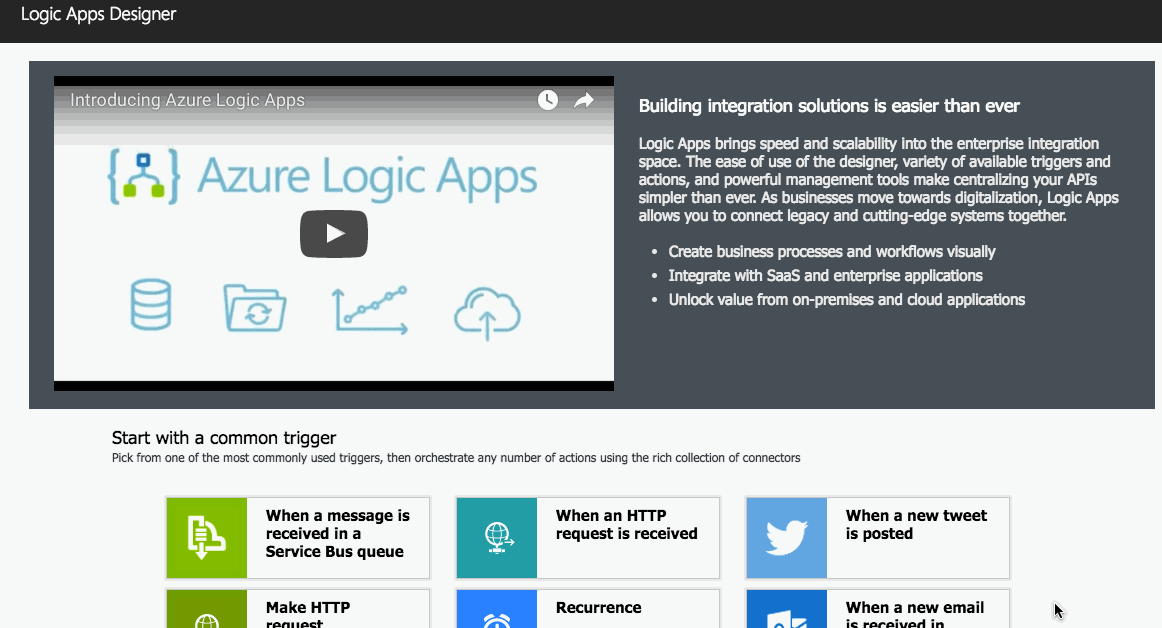 Logic Apps Designer
Introducing Azure Logic Apps
Azure Logic Apps
Building integration solutions is easier than ever
Logic Apps brings speed and scalability into the enterprise integration
space. The ease of use of the designer, variety of available triggers and
actions, and powerful management tools make centralizing your APIs
simpler than ever. As businesses move towards digitalization, Logic Apps
allows you to connect legacy and cutting-edge systems together.
• Create business processes and workflows visually
• Integrate with SaaS and enterprise applications
• Unlock value from on-premises and cloud applications
Start with a common trigger
Pick from one of the most commonly used triggers, then orchestrate any number of actions using the rich collection of connectors
When a message is
received in a
Service Bus queue
When an HTTP
request is received
When a new tweet
is posted
Make HTTP
request
Recurrence
When a new email
is received in